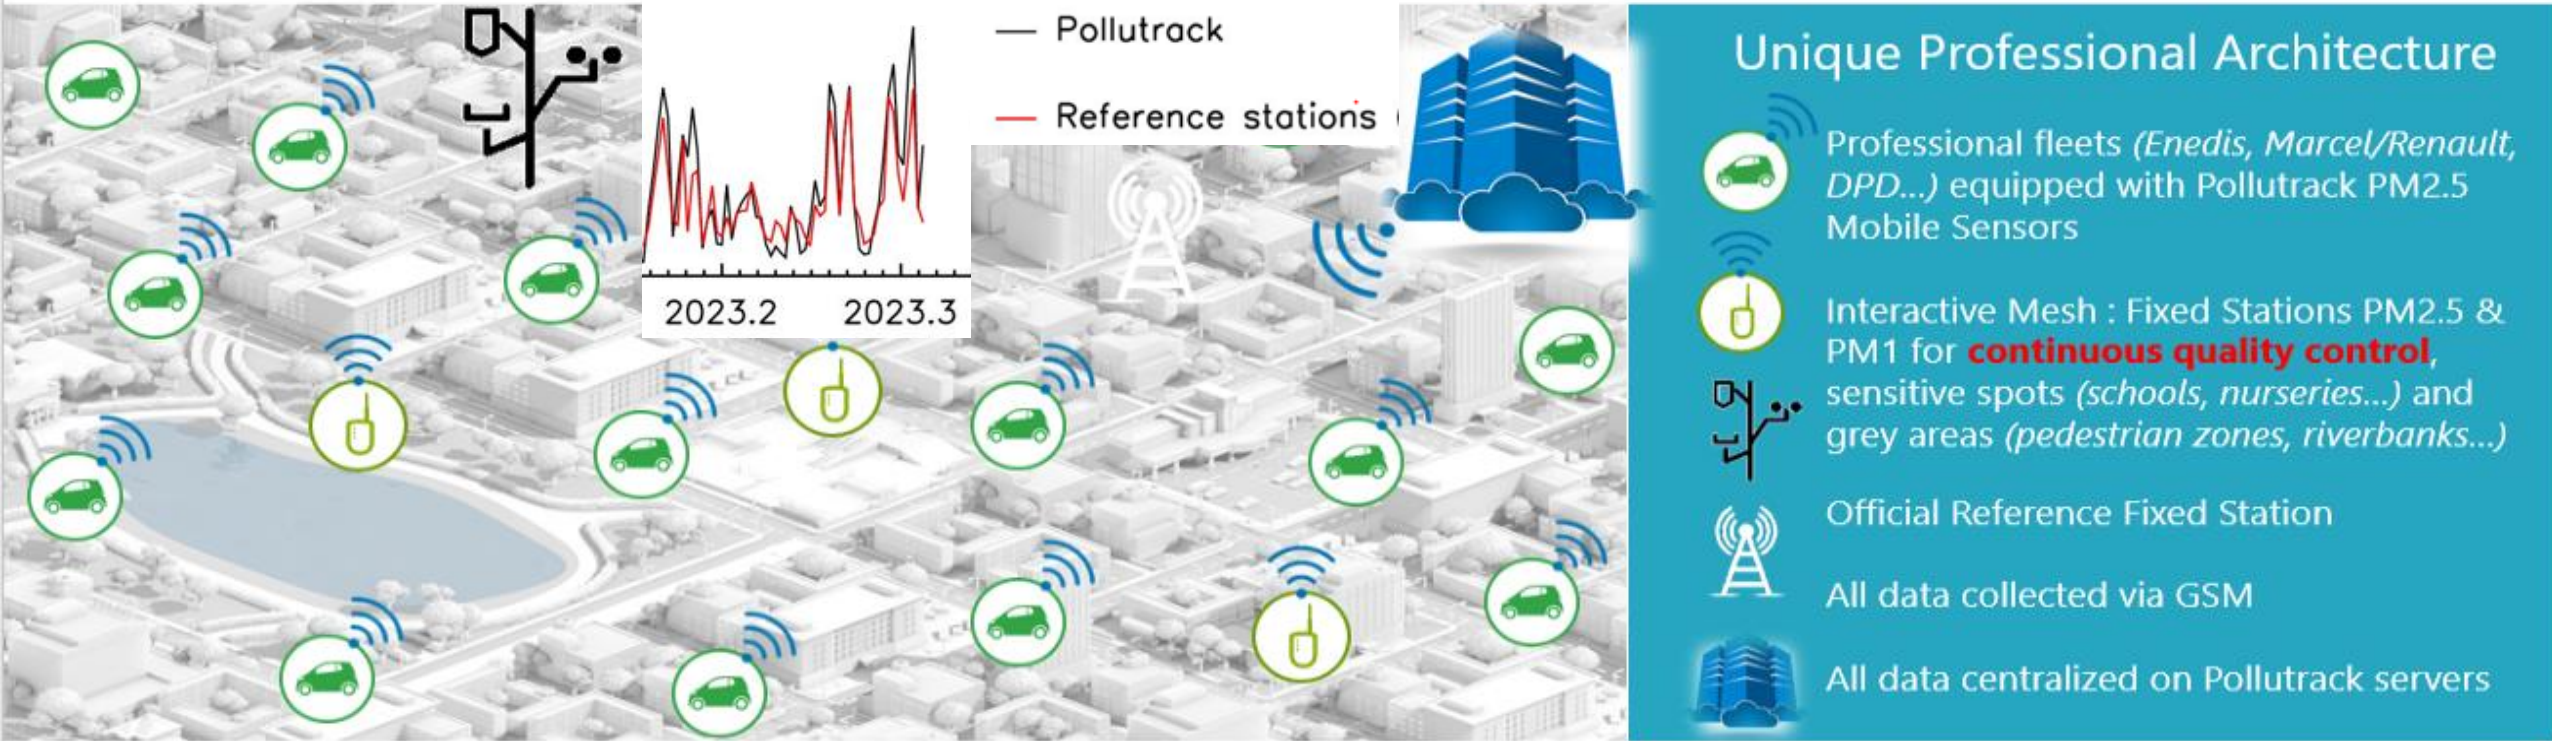 Pollutrack
Reference stations
2023.2 2023.3
Unique Professional Architecture
Professional fleets (Enedis, Marcel/Renault,
DPD...) equipped with Pollutrack PM2.5
Mobile Sensors
Interactive Mesh : Fixed Stations PM2.5 &
PM1 for continuous quality control,
sensitive spots (schools, nurseries...) and
grey areas (pedestrian zones, riverbanks...)
Official Reference Fixed Station
All data collected via GSM
All data centralized on Pollutrack servers